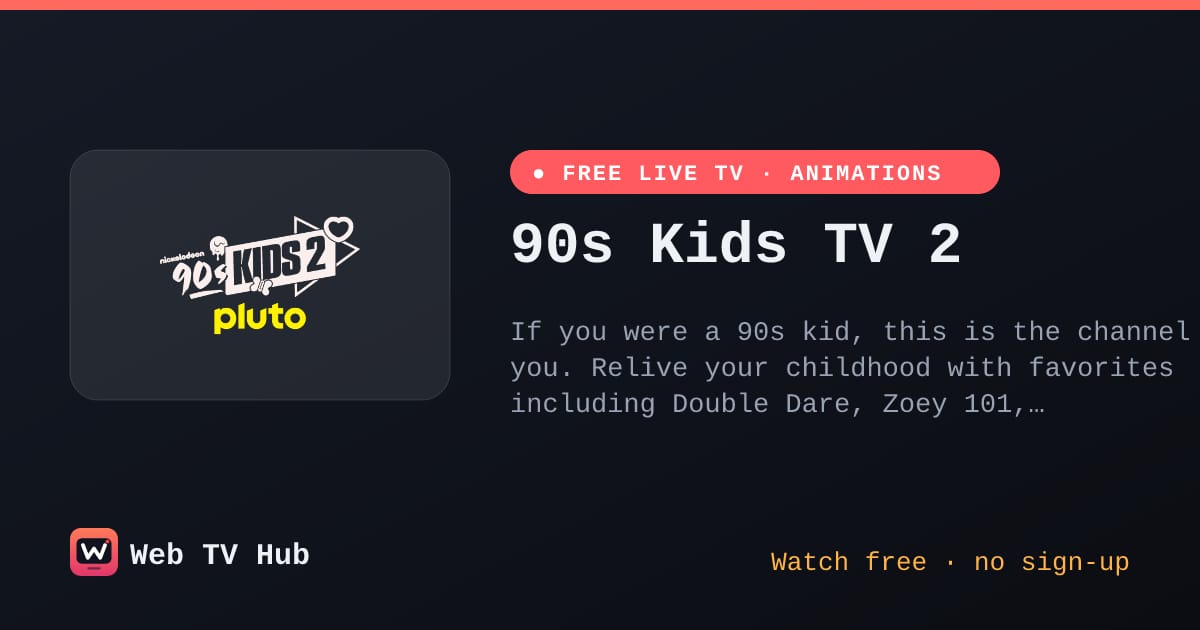 nickelodeon
90s KIDS 2
pluto
● FREE LIVE TV · ANIMATIONS
90s Kids TV 2
If you were a 90s kid, this is the channel
you. Relive your childhood with favorites
including Double Dare, Zoey 101,…
W
Web TV Hub
Watch free · no sign-up